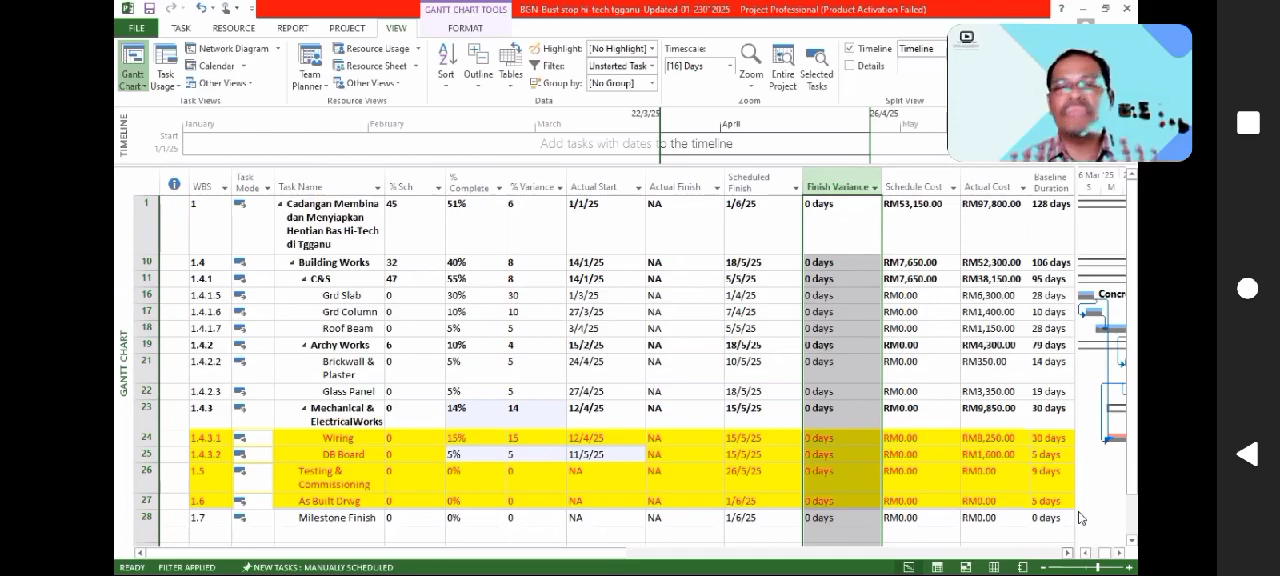 GANTT CHART TOOLS
BGN-Bust stop hi-tech tgganu-Updated-01-230°2025 - Project Professional (Product Activation Failed)
FILE TASK RESOURCE REPORT PROJECT VIEW FORMAT
Gantt Chart
Task Usage
Network Diagram
Calendar
Other Views
Task Views
Team Planner
Resource Usage
Resource Sheet
Other Views
Resource Views
Sort Outline Tables
Highlight: [No Highlight]
Filter: Unstarted Task
Group by: [No Group]
Data
Timescale:
[16] Days
Zoom
Entire Project
Selected Tasks
Zoom
Timeline Timeline
Details
Split View
TIMELINE
22/3/25 26/4/25
January February March April May
Start
1/1/25
Add tasks with dates to the timeline
WBS Task Mode Task Name % Sch % Complete % Variance Actual Start Actual Finish Scheduled Finish Finish Variance Schedule Cost Actual Cost Baseline Duration
6 Mar '25
S M
GANTT CHART
1 1 Cadangan Membina dan Menyiapkan Hentian Bas Hi-Tech di Tgganu 45 51% 6 1/1/25 NA 1/6/25 0 days RM53,150.00 RM97,800.00 128 days
10 1.4 Building Works 32 40% 8 14/1/25 NA 18/5/25 0 days RM7,650.00 RM52,300.00 106 days
11 1.4.1 C&S 47 55% 8 14/1/25 NA 5/5/25 0 days RM7,650.00 RM38,150.00 95 days
16 1.4.1.5 Grd Slab 0 30% 30 1/3/25 NA 1/4/25 0 days RM0.00 RM6,300.00 28 days
Concr
17 1.4.1.6 Grd Column 0 10% 10 27/3/25 NA 7/4/25 0 days RM0.00 RM1,400.00 10 days
18 1.4.1.7 Roof Beam 0 5% 5 3/4/25 NA 5/5/25 0 days RM0.00 RM1,150.00 28 days
19 1.4.2 Archy Works 6 10% 4 15/2/25 NA 18/5/25 0 days RM0.00 RM4,300.00 79 days
21 1.4.2.2 Brickwall & Plaster 0 5% 5 24/4/25 NA 10/5/25 0 days RM0.00 RM350.00 14 days
22 1.4.2.3 Glass Panel 0 5% 5 27/4/25 NA 18/5/25 0 days RM0.00 RM3,350.00 19 days
23 1.4.3 Mechanical & ElectricalWorks 0 14% 14 12/4/25 NA 15/5/25 0 days RM0.00 RM9,850.00 30 days
24 1.4.3.1 Wiring 0 15% 15 12/4/25 NA 15/5/25 0 days RM0.00 RM8,250.00 30 days
25 1.4.3.2 DB Board 0 5% 5 11/5/25 NA 15/5/25 0 days RM0.00 RM1,600.00 5 days
26 1.5 Testing & Commissioning 0 0% 0 NA NA 26/5/25 0 days RM0.00 RM0.00 9 days
27 1.6 As Built Drwg 0 0% 0 NA NA 1/6/25 0 days RM0.00 RM0.00 5 days
28 1.7 Milestone Finish 0 0% 0 NA NA 1/6/25 0 days RM0.00 RM0.00 0 days
READY FILTER APPLIED NEW TASKS : MANUALLY SCHEDULED